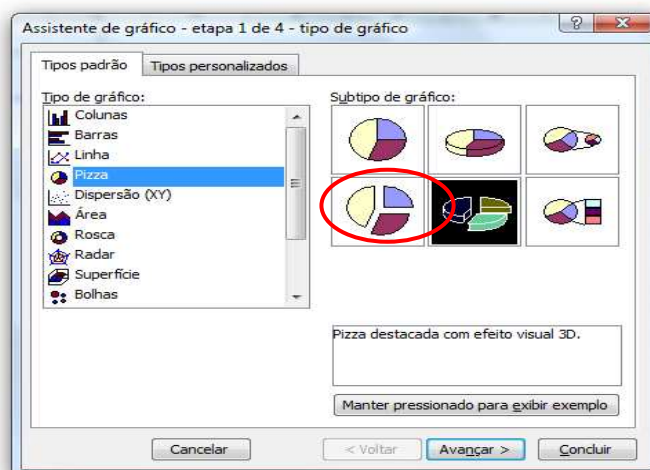 Assistente de gráfico - etapa 1 de 4 - tipo de gráfico
Tipos padrão
Tipos personalizados
Tipo de gráfico:
Colunas
Barras
Linha
Pizza
Dispersão (XY)
Área
Rosca
Radar
Superfície
Bolhas
Subtipo de gráfico:
Pizza destacada com efeito visual 3D.
Manter pressionado para exibir exemplo
Cancelar
< Voltar
Avançar >
Concluir